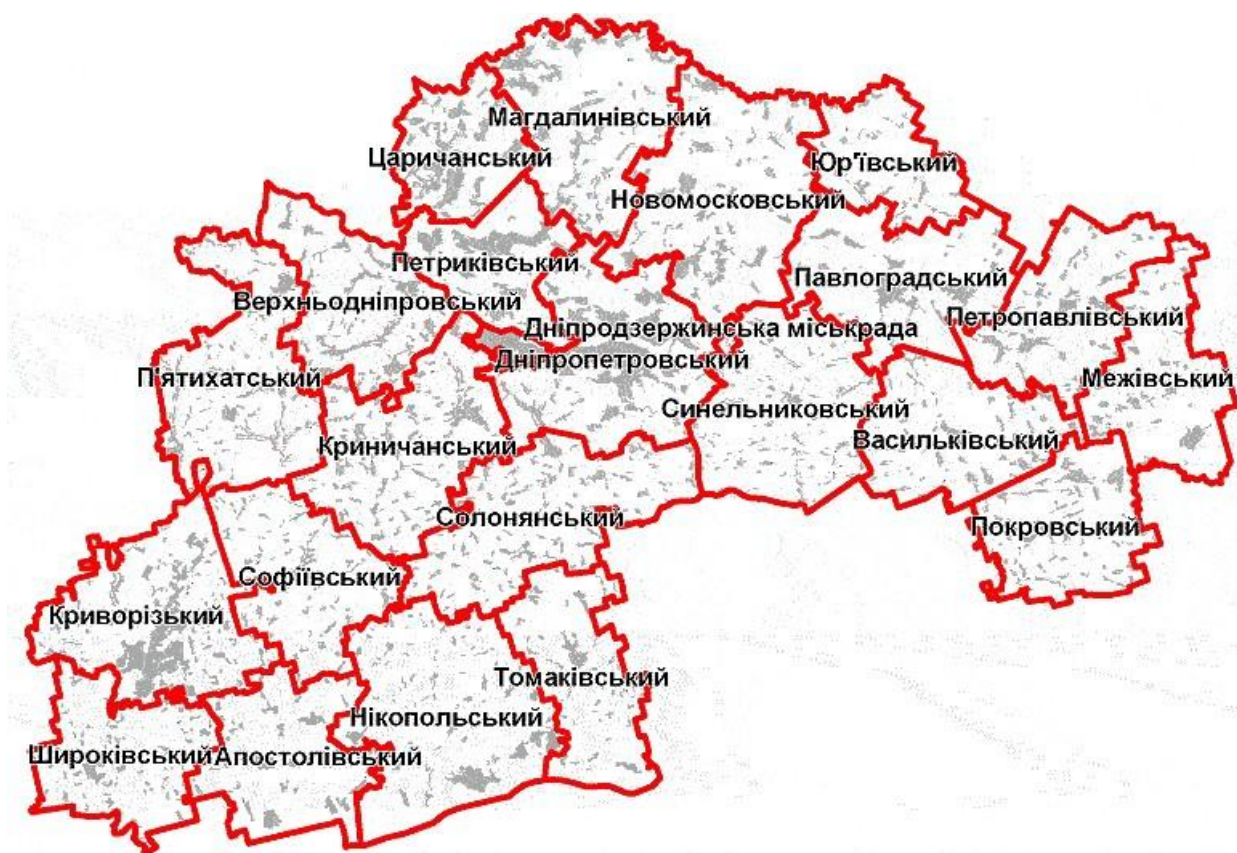 Магдалинівський
Царичанський
Юр'ївський
Новомосковський
Петриківський
Павлоградський
Верхньодніпровський
Петропавлівський
Дніпродзержинська міськрада
Дніпропетровський
П'ятихатський
Межівський
Синельниковський
Васильківський
Криничанський
Солонянський
Покровський
Софіївський
Криворізький
Томаківський
Нікопольський
Широківський
Апостолівський